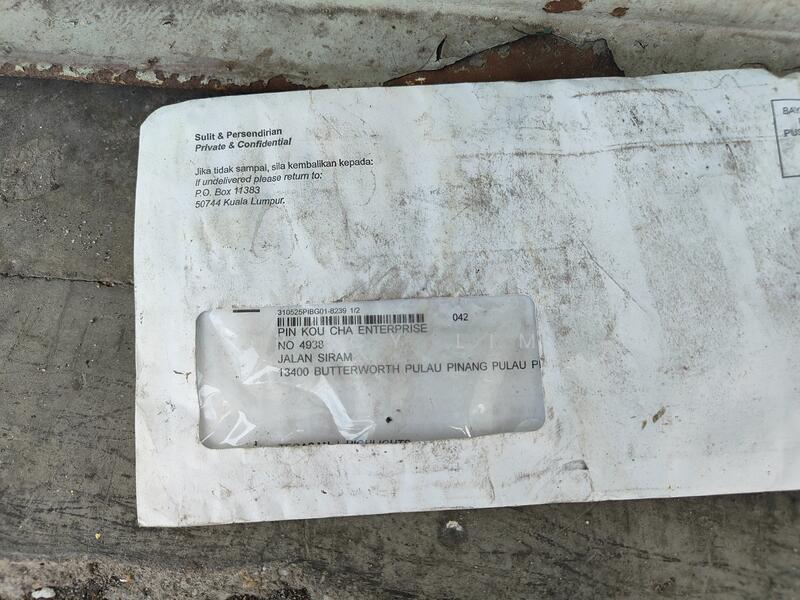 Sulit & Persendirian
Private & Confidential
Jika tidak sampai, sila kembalikan kepada:
If undelivered please return to:
P.O. Box 11383
50744 Kuala Lumpur.
BAY
310525PIBG01-8239 1/2
042
PIN KOU CHA ENTERPRISE
NO 4938
JALAN SIRAM
13400 BUTTERWORTH PULAU PINANG PULAU PI
HIGHLIGHTS